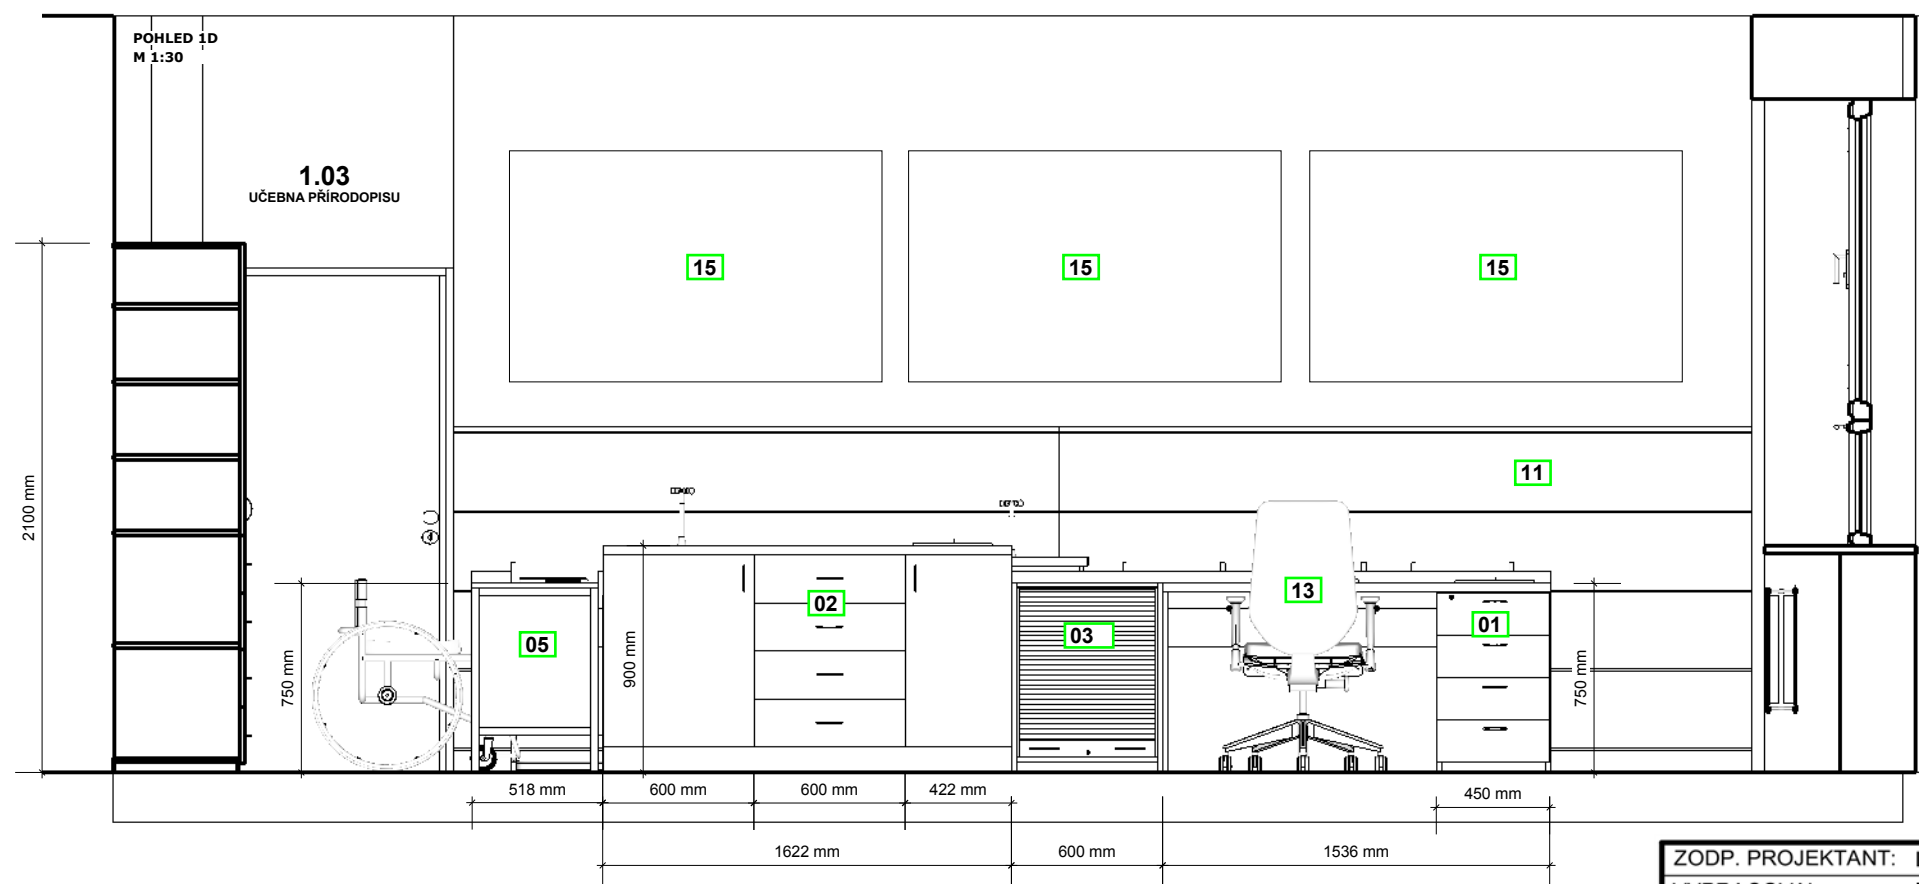 POHLED 1D
M 1:30
1.03
UČEBNA PŘÍRODOPISU
15
15
15
11
2100 mm
750 mm
05
02
900 mm
03
13
01
750 mm
518 mm
600 mm
600 mm
422 mm
450 mm
1622 mm
600 mm
1536 mm
ZODP. PROJEKTANT: